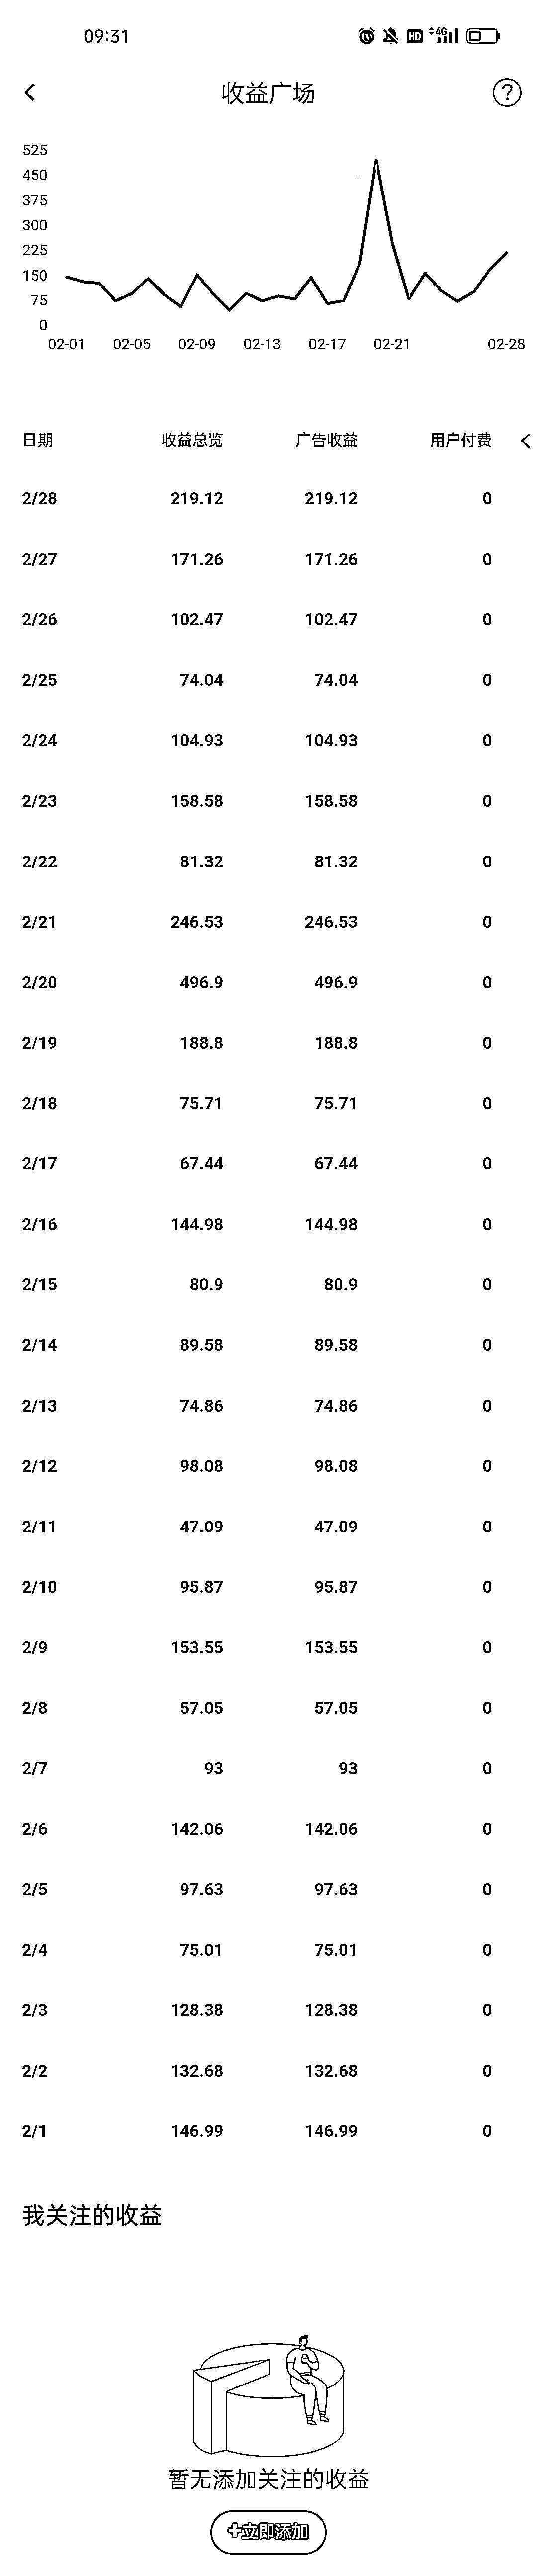 09:31 HD 4G
收益广场 ?
525
450
375
300
225
150
75
0
02-01 02-05 02-09 02-13 02-17 02-21 02-28
日期 收益总览 广告收益 用户付费
2/28 219.12 219.12 0
2/27 171.26 171.26 0
2/26 102.47 102.47 0
2/25 74.04 74.04 0
2/24 104.93 104.93 0
2/23 158.58 158.58 0
2/22 81.32 81.32 0
2/21 246.53 246.53 0
2/20 496.9 496.9 0
2/19 188.8 188.8 0
2/18 75.71 75.71 0
2/17 67.44 67.44 0
2/16 144.98 144.98 0
2/15 80.9 80.9 0
2/14 89.58 89.58 0
2/13 74.86 74.86 0
2/12 98.08 98.08 0
2/11 47.09 47.09 0
2/10 95.87 95.87 0
2/9 153.55 153.55 0
2/8 57.05 57.05 0
2/7 93 93 0
2/6 142.06 142.06 0
2/5 97.63 97.63 0
2/4 75.01 75.01 0
2/3 128.38 128.38 0
2/2 132.68 132.68 0
2/1 146.99 146.99 0
我关注的收益
暂无添加关注的收益
+立即添加